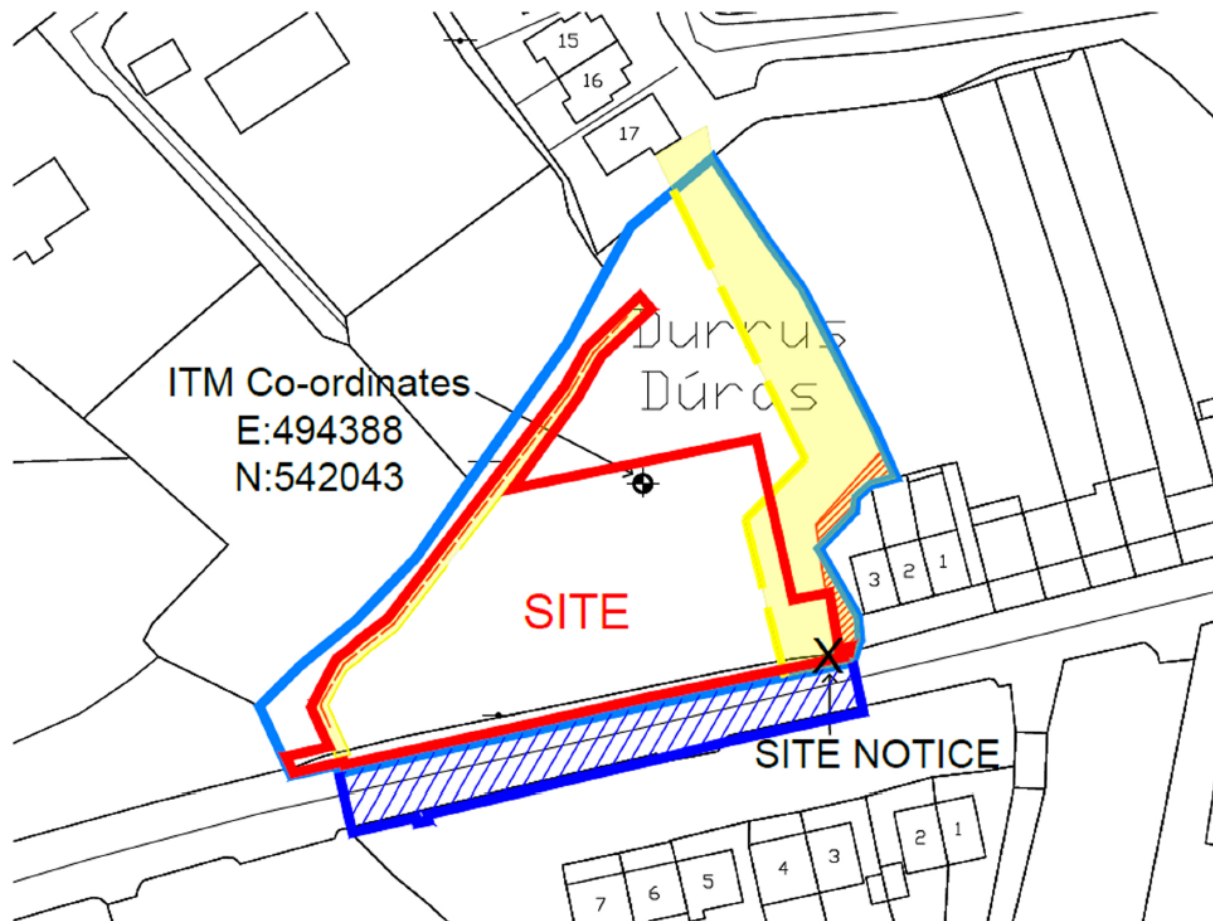 15
16
17
Durrus
Dúras
ITM Co-ordinates
E:494388
N:542043
SITE
3 2 1
X
SITE NOTICE
7 6 5 4 3 2 1